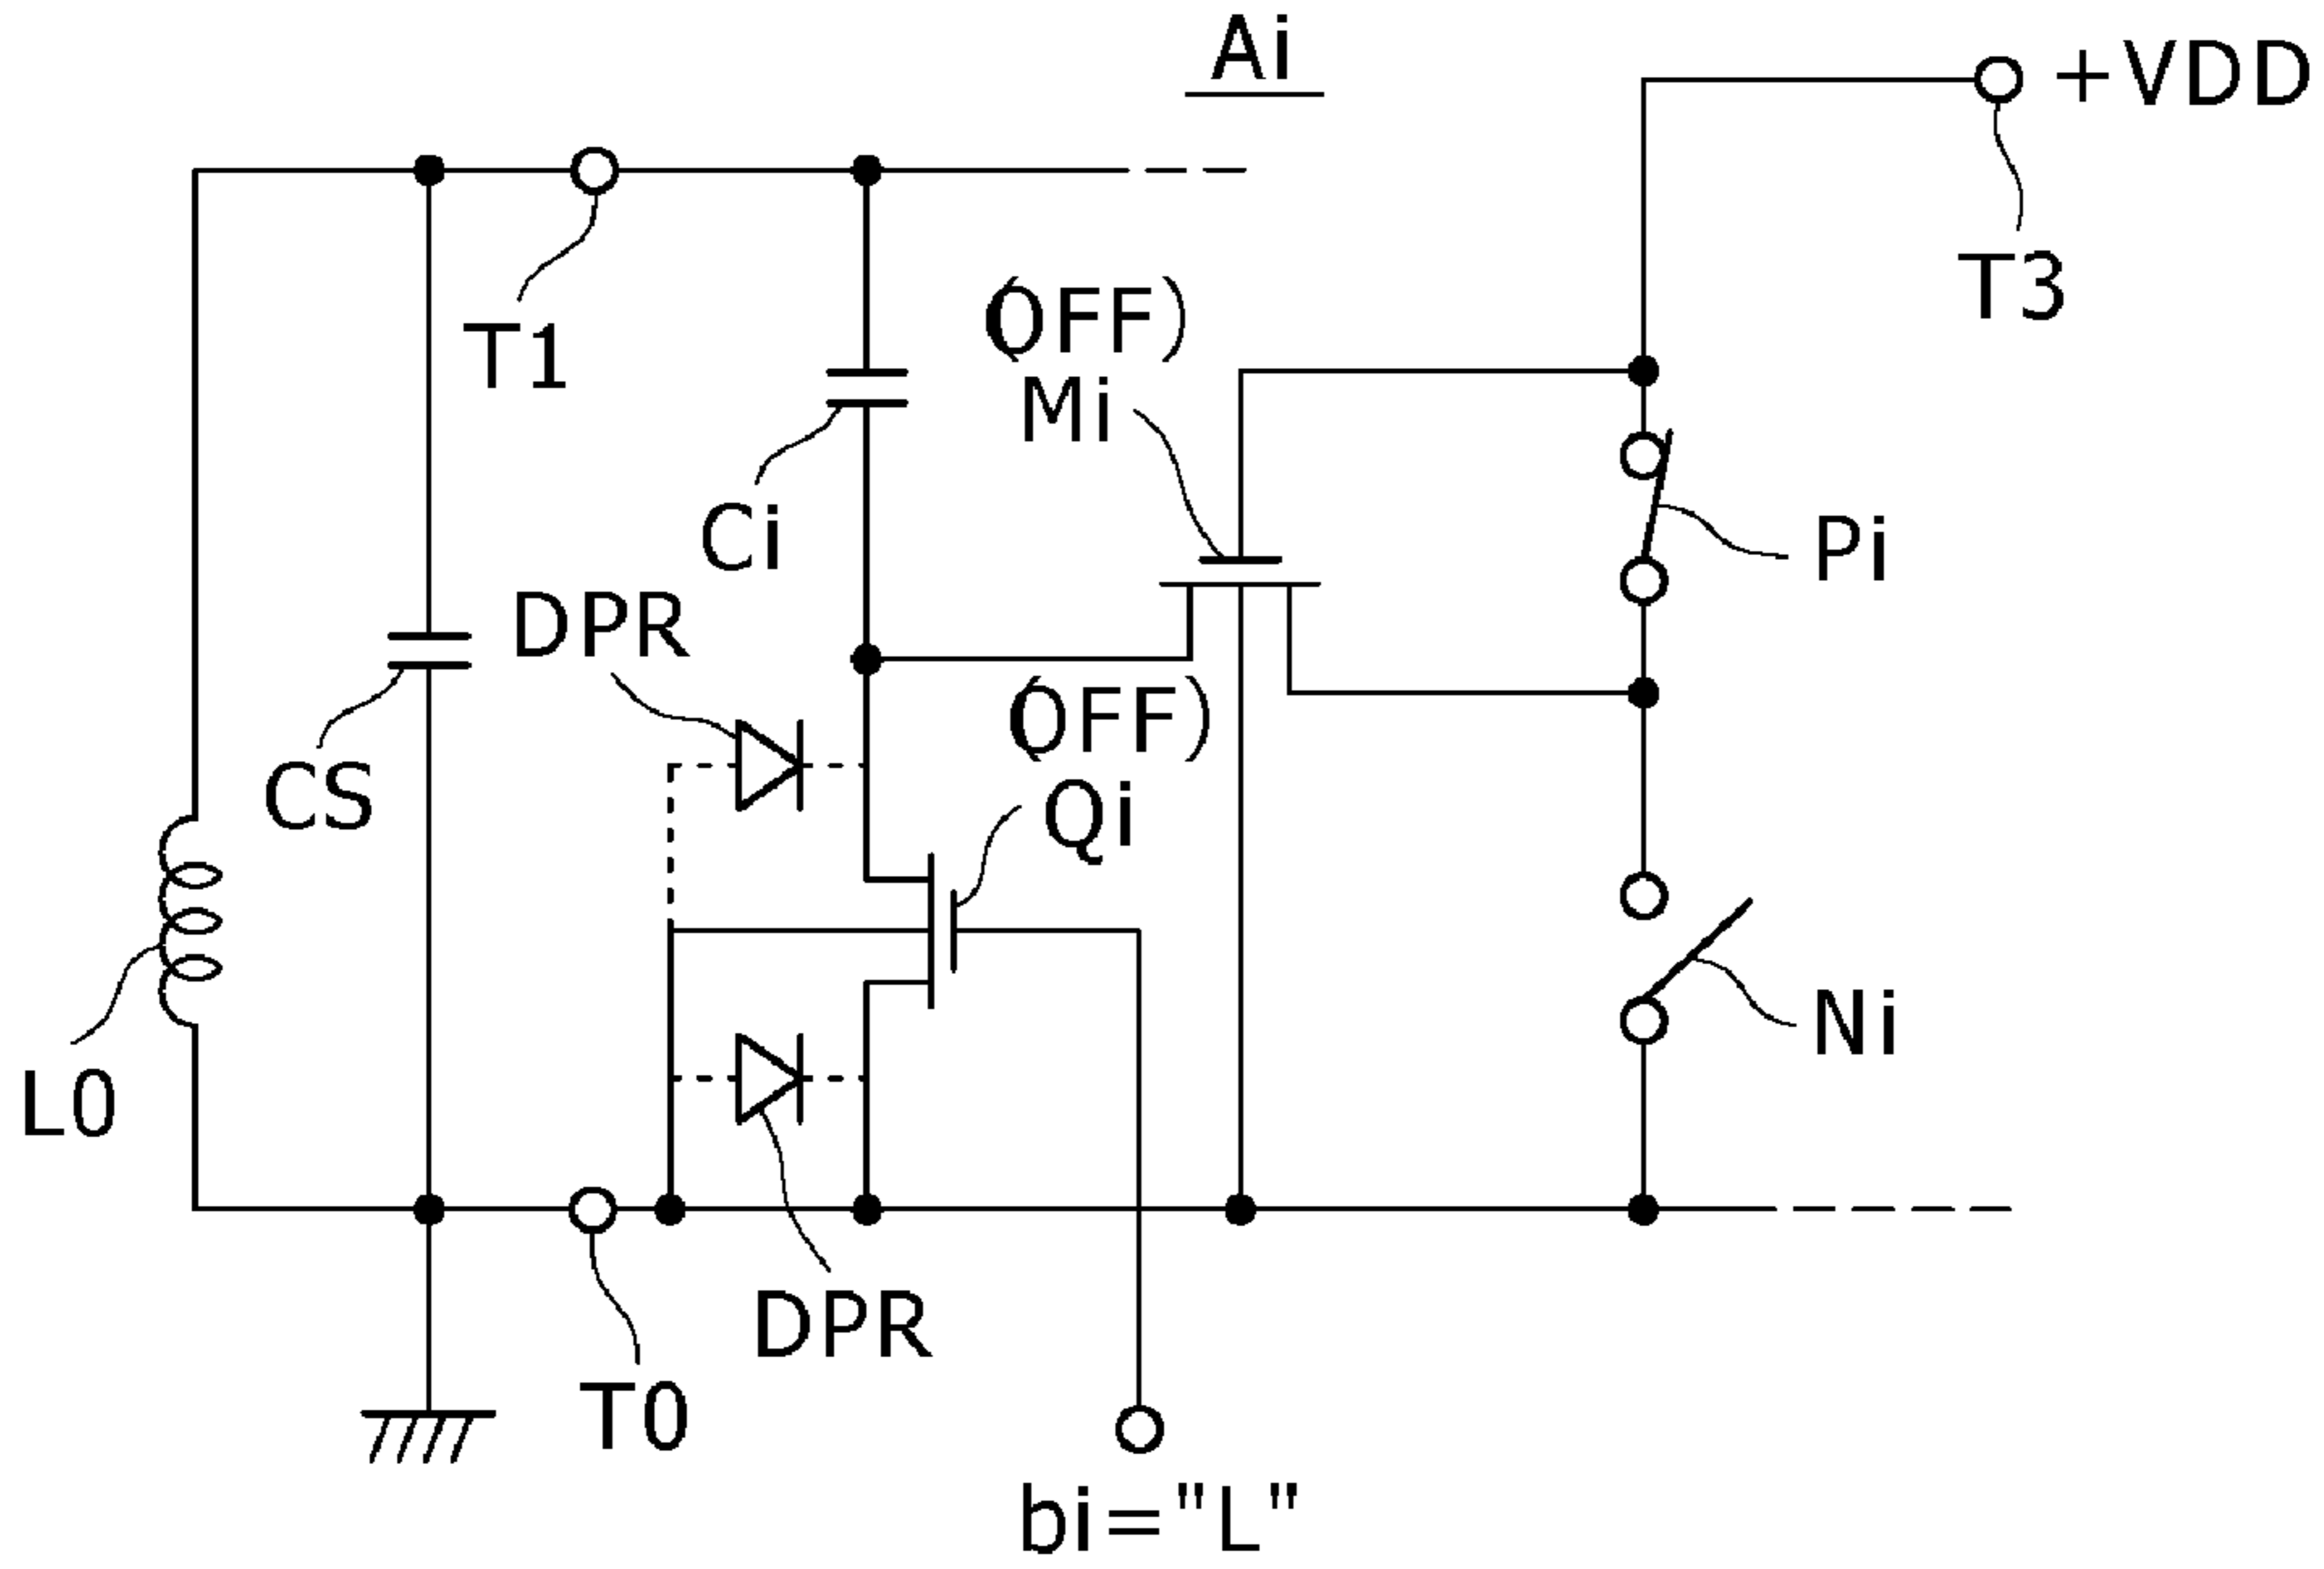 Ai
+VDD
T3
T1
(OFF)
Mi
Ci
Pi
DPR
(OFF)
Qi
CS
Ni
L0
DPR
T0
bi="L"